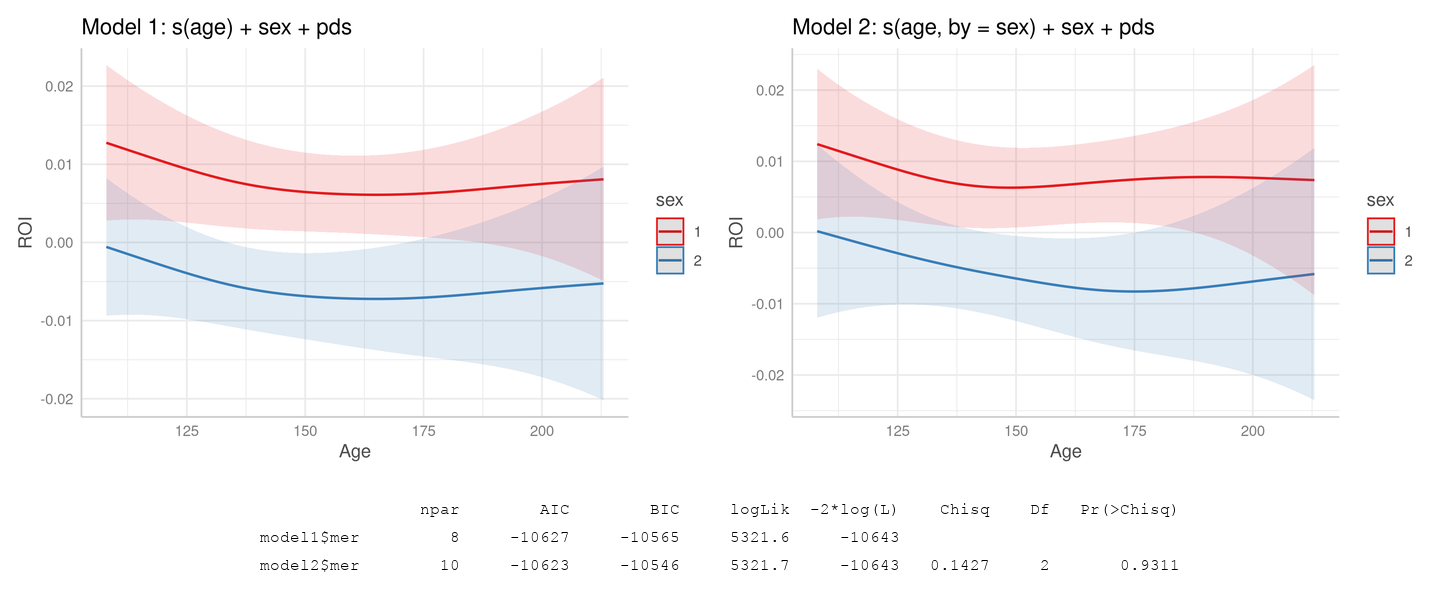 Model 1: s(age) + sex + pds
0.02
0.01
0.00
-0.01
-0.02
ROI
125 150 175 200
Age
sex
1
2
Model 2: s(age, by = sex) + sex + pds
0.02
0.01
0.00
-0.01
-0.02
ROI
125 150 175 200
Age
sex
1
2
npar AIC BIC logLik -2*log(L) Chisq Df Pr(>Chisq)
model1$mer 8 -10627 -10565 5321.6 -10643
model2$mer 10 -10623 -10546 5321.7 -10643 0.1427 2 0.9311